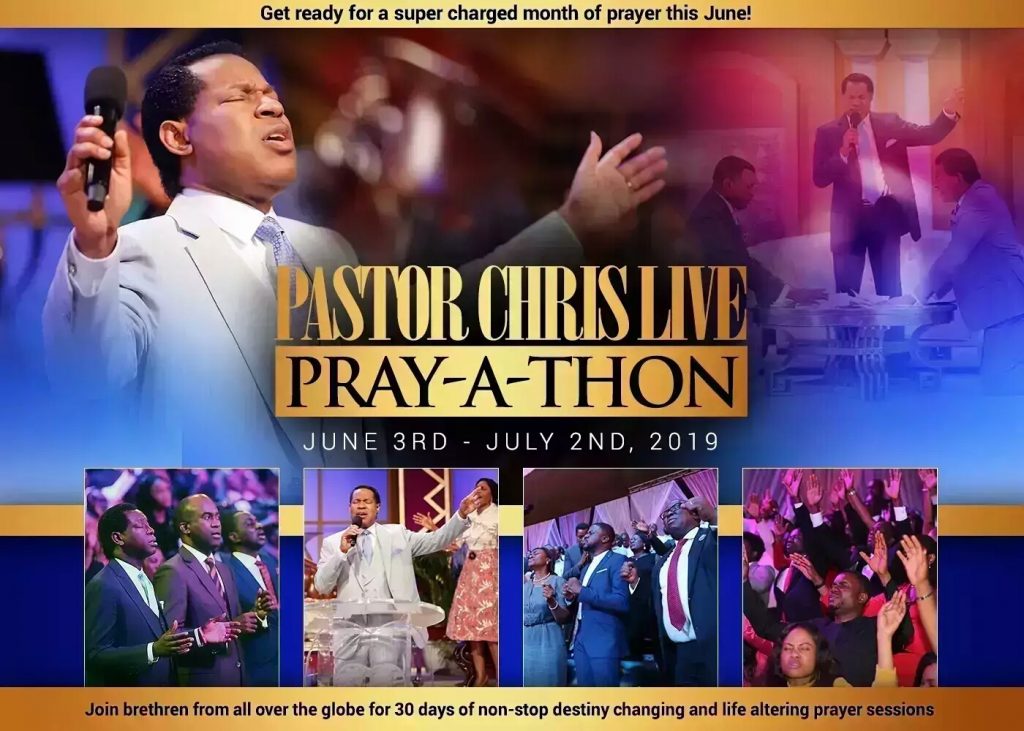 Get ready for a super charged month of prayer this June!
PASTOR CHRIS LIVE
PRAY-A-THON
JUNE 3RD - JULY 2ND, 2019
Join brethren from all over the globe for 30 days of non-stop destiny changing and life altering prayer sessions